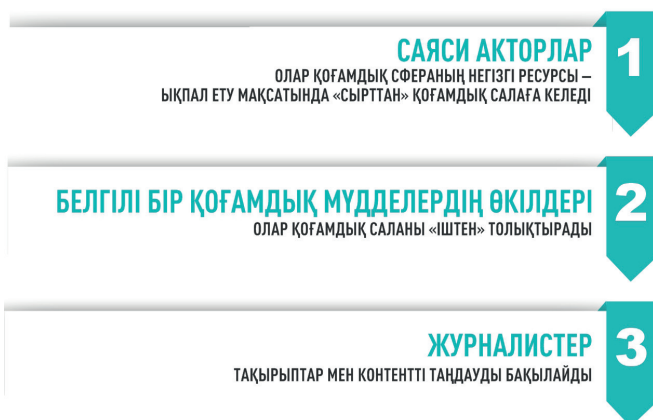 САЯСИ АКТОРЛАР
ОЛАР ҚОҒАМДЫҚ СФЕРАНЫҢ НЕГІЗГІ РЕСУРСЫ –
ЫҚПАЛ ЕТУ МАҚСАТЫНДА «СЫРТТАН» ҚОҒАМДЫҚ САЛАҒА КЕЛЕДІ
1
БЕЛГІЛІ БІР ҚОҒАМДЫҚ МҮДДЕЛЕРДІҢ ӨКІЛДЕРІ
ОЛАР ҚОҒАМДЫҚ САЛАНЫ «ІШТЕН» ТОЛЫҚТЫРАДЫ
2
ЖУРНАЛИСТЕР
ТАҚЫРЫПТАР МЕН КОНТЕНТТІ ТАҢДАУДЫ БАҚЫЛАЙДЫ
3